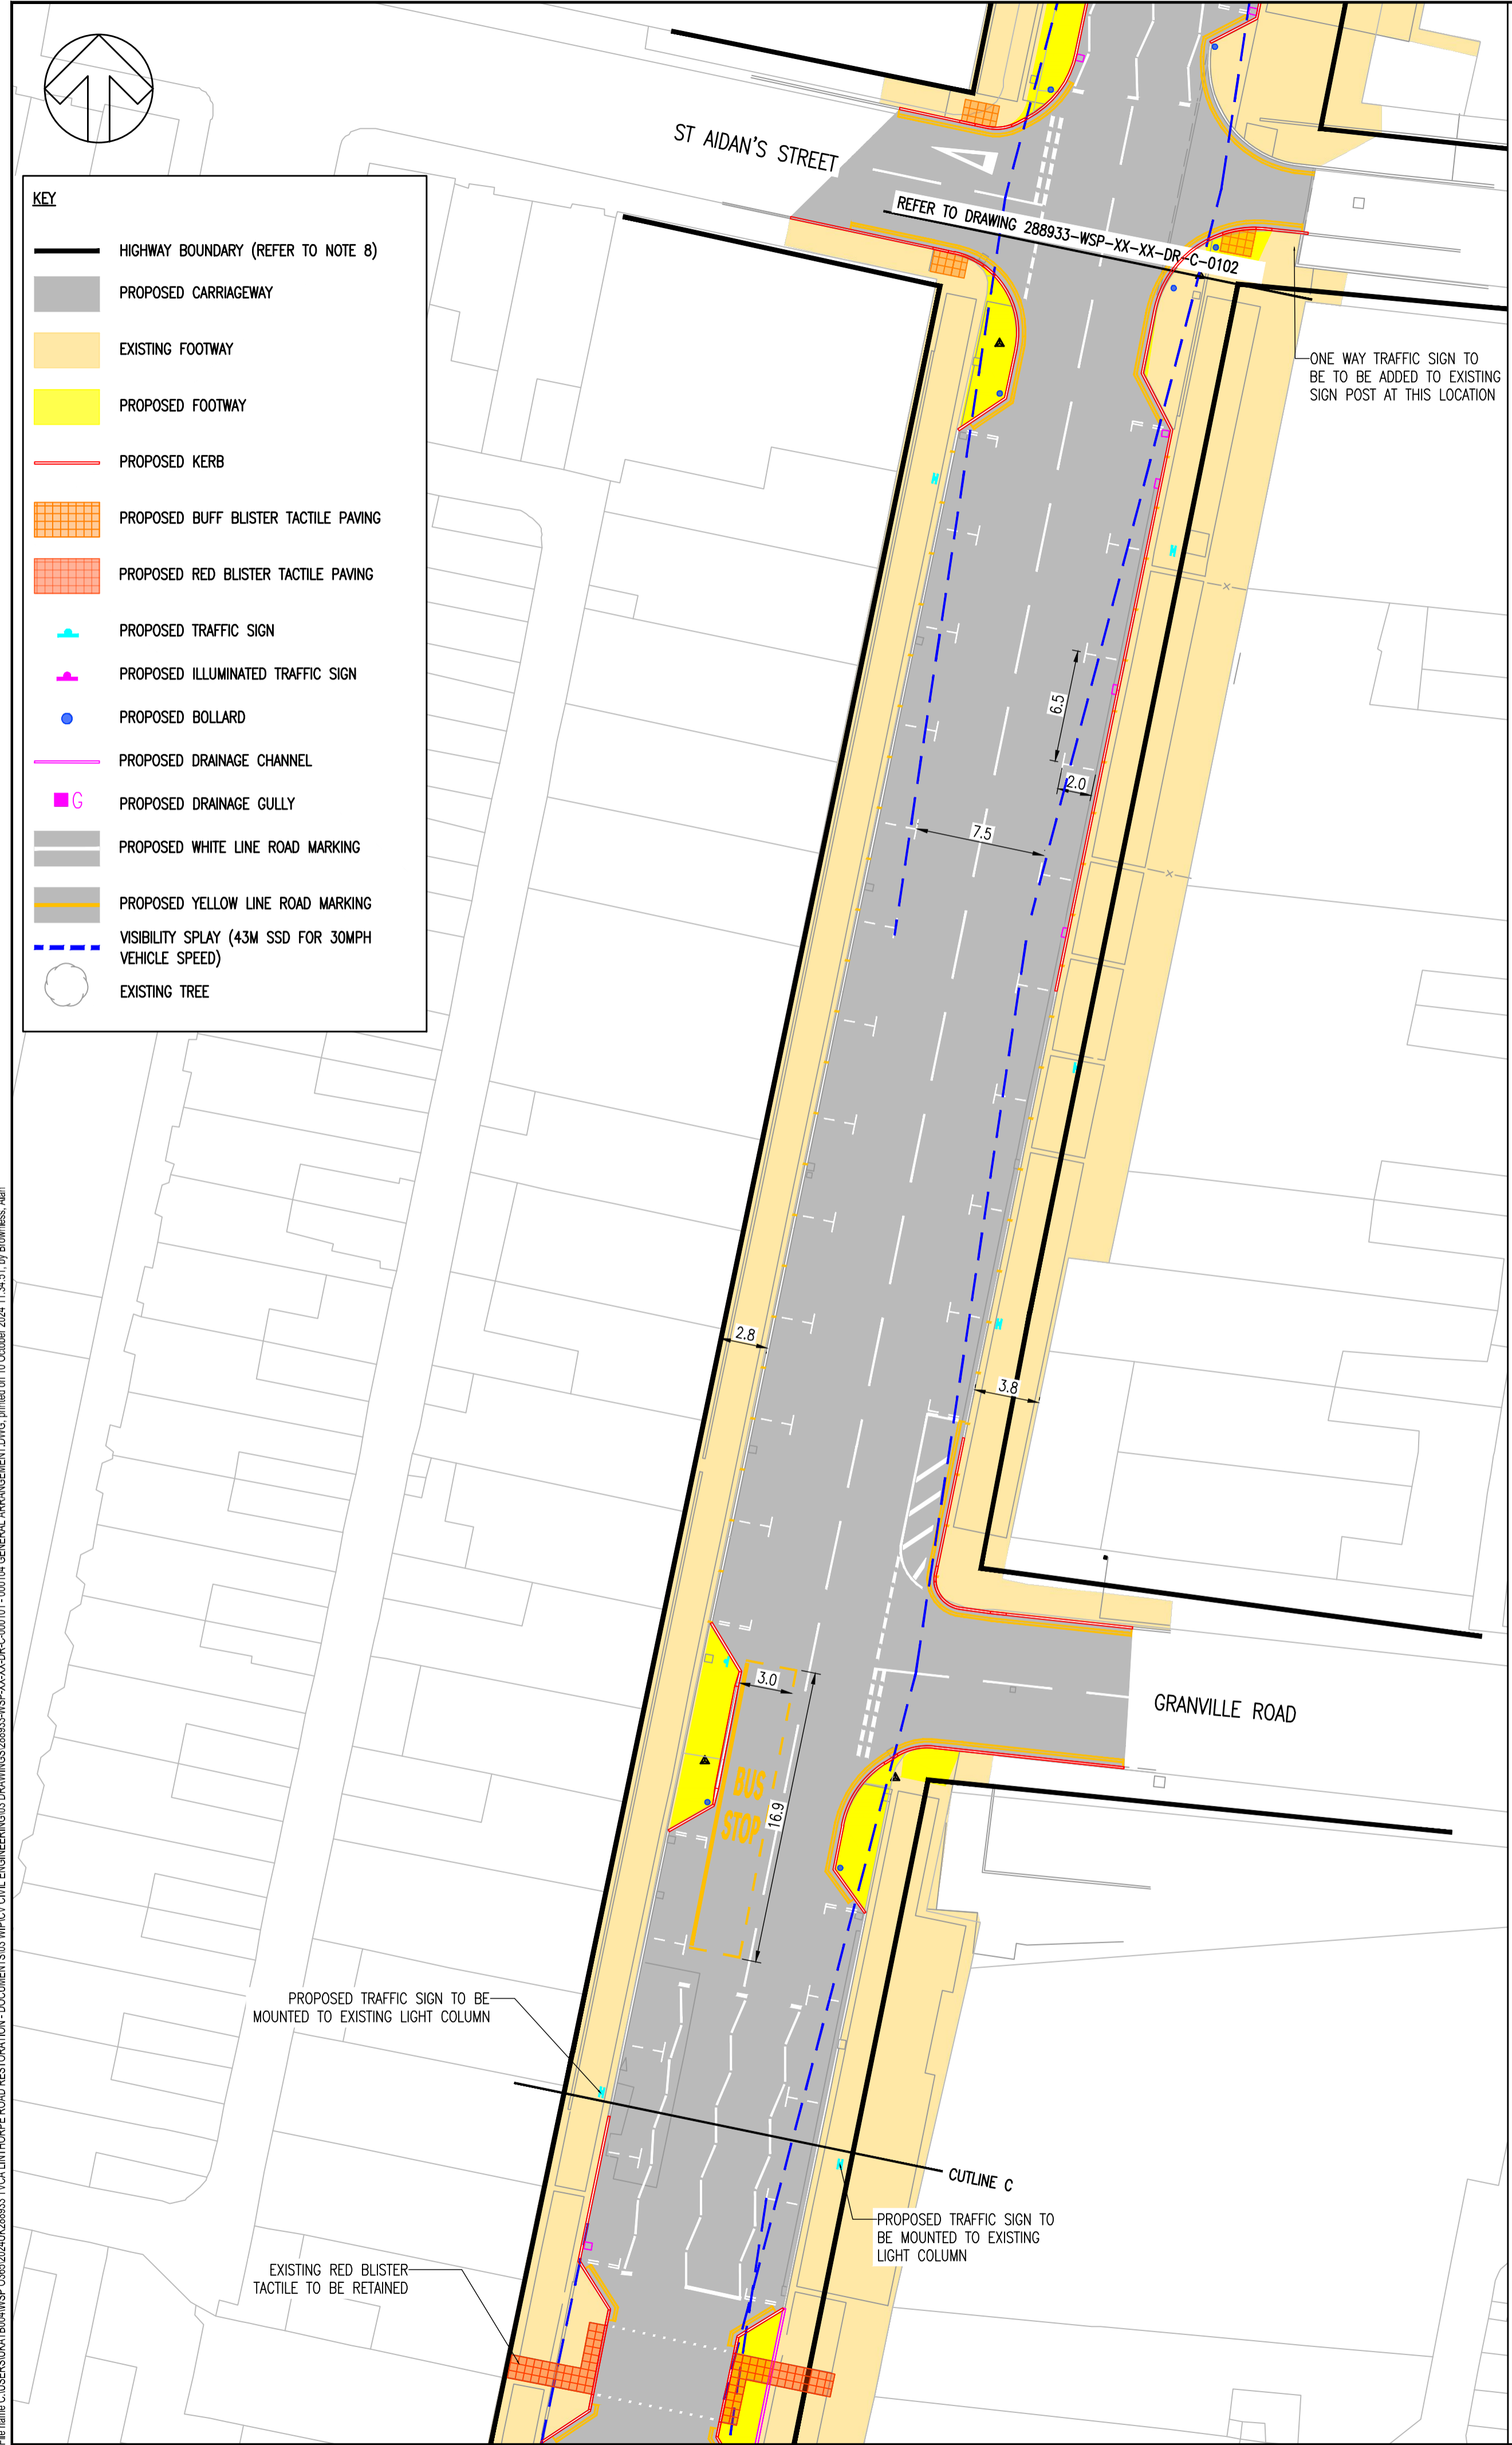 ST AIDAN'S STREET
KEY
HIGHWAY BOUNDARY (REFER TO NOTE 8)
PROPOSED CARRIAGEWAY
EXISTING FOOTWAY
PROPOSED FOOTWAY
PROPOSED KERB
PROPOSED BUFF BLISTER TACTILE PAVING
PROPOSED RED BLISTER TACTILE PAVING
PROPOSED TRAFFIC SIGN
PROPOSED ILLUMINATED TRAFFIC SIGN
PROPOSED BOLLARD
PROPOSED DRAINAGE CHANNEL
G PROPOSED DRAINAGE GULLY
PROPOSED WHITE LINE ROAD MARKING
PROPOSED YELLOW LINE ROAD MARKING
VISIBILITY SPLAY (43M SSD FOR 30MPH
VEHICLE SPEED)
EXISTING TREE
REFER TO DRAWING 288933-WSP-XX-XX-DR-C-0102
ONE WAY TRAFFIC SIGN TO
BE TO BE ADDED TO EXISTING
SIGN POST AT THIS LOCATION
6.5
2.0
7.5
2.8
3.8
3.0
16.9
BUS
STOP
GRANVILLE ROAD
PROPOSED TRAFFIC SIGN TO BE
MOUNTED TO EXISTING LIGHT COLUMN
CUTLINE C
PROPOSED TRAFFIC SIGN TO
BE MOUNTED TO EXISTING
LIGHT COLUMN
EXISTING RED BLISTER
TACTILE TO BE RETAINED